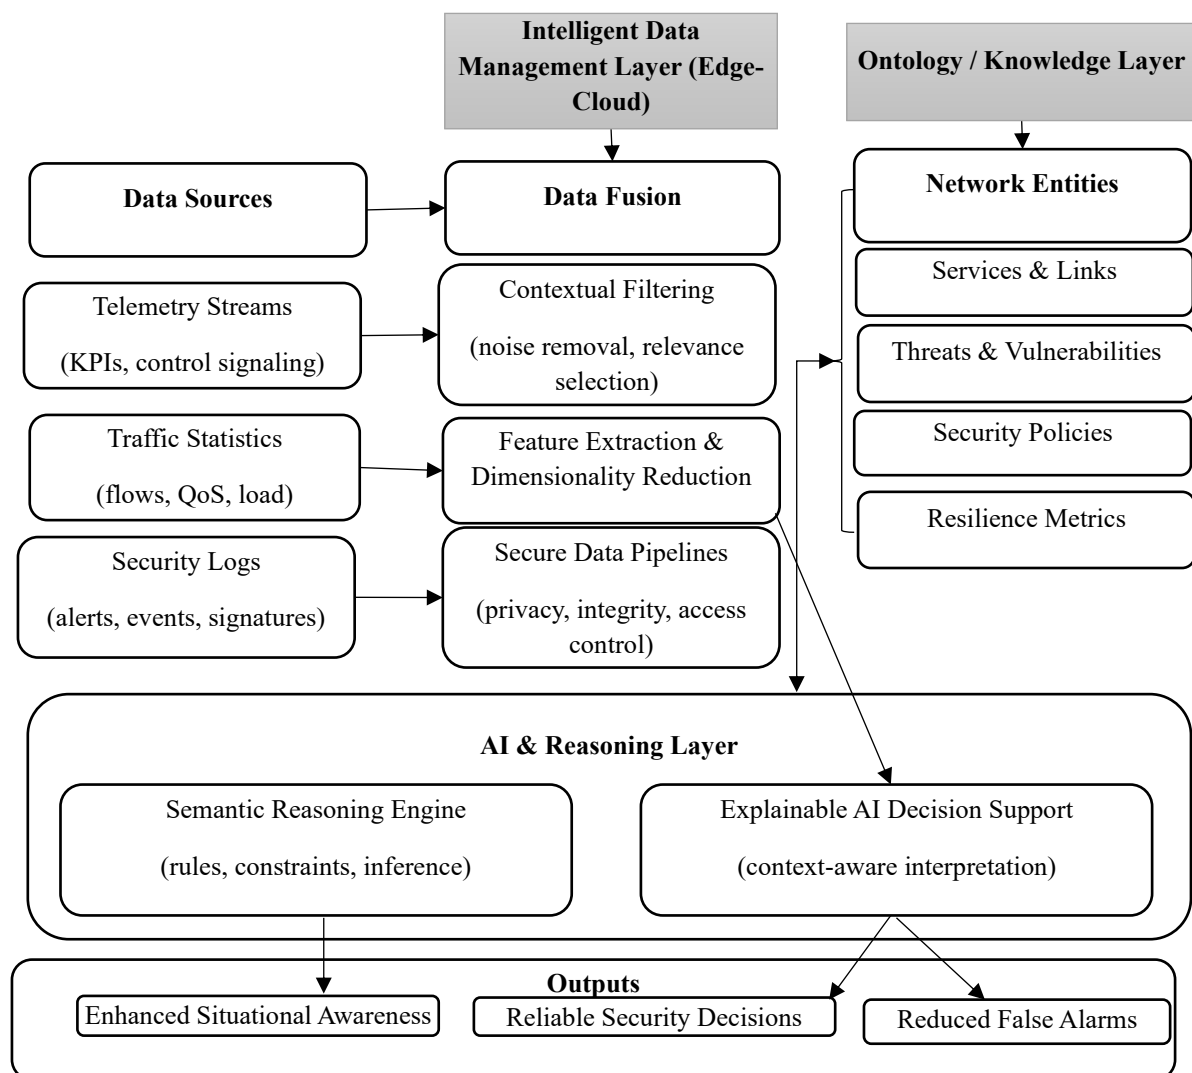 Intelligent Data
Management Layer (Edge-
Cloud)
Ontology / Knowledge Layer
Data Sources
Data Fusion
Network Entities
Telemetry Streams
(KPIs, control signaling)
Contextual Filtering
(noise removal, relevance
selection)
Services & Links
Threats & Vulnerabilities
Traffic Statistics
(flows, QoS, load)
Feature Extraction &
Dimensionality Reduction
Security Policies
Resilience Metrics
Security Logs
(alerts, events, signatures)
Secure Data Pipelines
(privacy, integrity, access
control)
AI & Reasoning Layer
Semantic Reasoning Engine
(rules, constraints, inference)
Explainable AI Decision Support
(context-aware interpretation)
Outputs
Enhanced Situational Awareness
Reliable Security Decisions
Reduced False Alarms